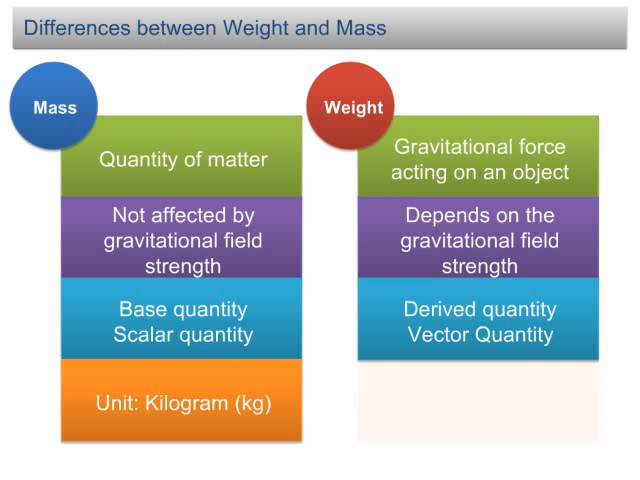 Differences between Weight and Mass
Mass
Quantity of matter
Not affected by
gravitational field
strength
Base quantity
Scalar quantity
Unit: Kilogram (kg)
Weight
Gravitational force
acting on an object
Depends on the
gravitational field
strength
Derived quantity
Vector Quantity